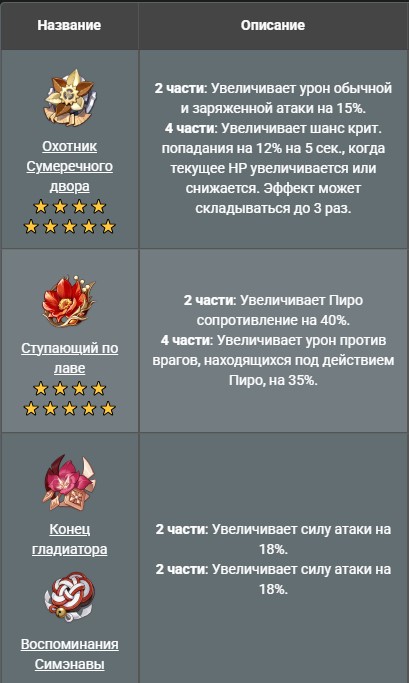 Название
Описание
Охотник
Сумеречного
двора
2 части: Увеличивает урон обычной
и заряженной атаки на 15%.
4 части: Увеличивает шанс крит.
попадания на 12% на 5 сек., когда
текущее HP увеличивается или
снижается. Эффект может
складываться до 3 раз.
Ступающий по
лаве
2 части: Увеличивает Пиро
сопротивление на 40%.
4 части: Увеличивает урон против
врагов, находящихся под действием
Пиро, на 35%.
Конец
гладиатора
Воспоминания
Симэнавы
2 части: Увеличивает силу атаки на
18%.
2 части: Увеличивает силу атаки на
18%.